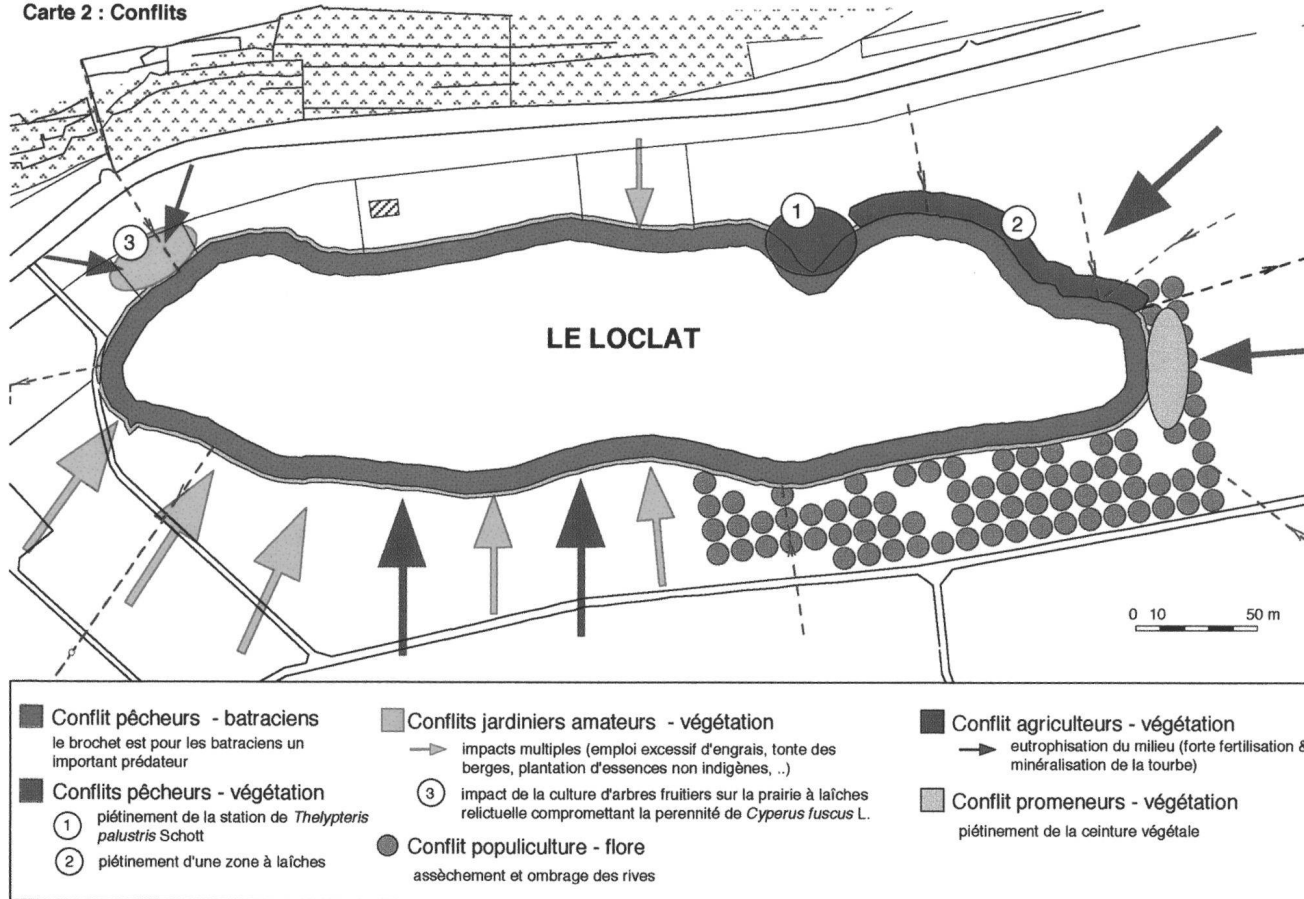 Carte 2 : Conflits
3
1
2
LE LOCLAT
0 10 50 m
Conflit pêcheurs - batraciens
le brochet est pour les batraciens un
important prédateur
Conflits pêcheurs - végétation
1 piétinement de la station de Thelypteris
palustris Schott
2 piétinement d'une zone à laîches
Conflits jardiniers amateurs - végétation
impacts multiples (emploi excessif d'engrais, tonte des
berges, plantation d'essences non indigènes, ..)
3 impact de la culture d'arbres fruitiers sur la prairie à laîches
relictuelle compromettant la perennité de Cyperus fuscus L.
Conflit populiculture - flore
assèchement et ombrage des rives
Conflit agriculteurs - végétation
eutrophisation du milieu (forte fertilisation &
minéralisation de la tourbe)
Conflit promeneurs - végétation
piétinement de la ceinture végétale